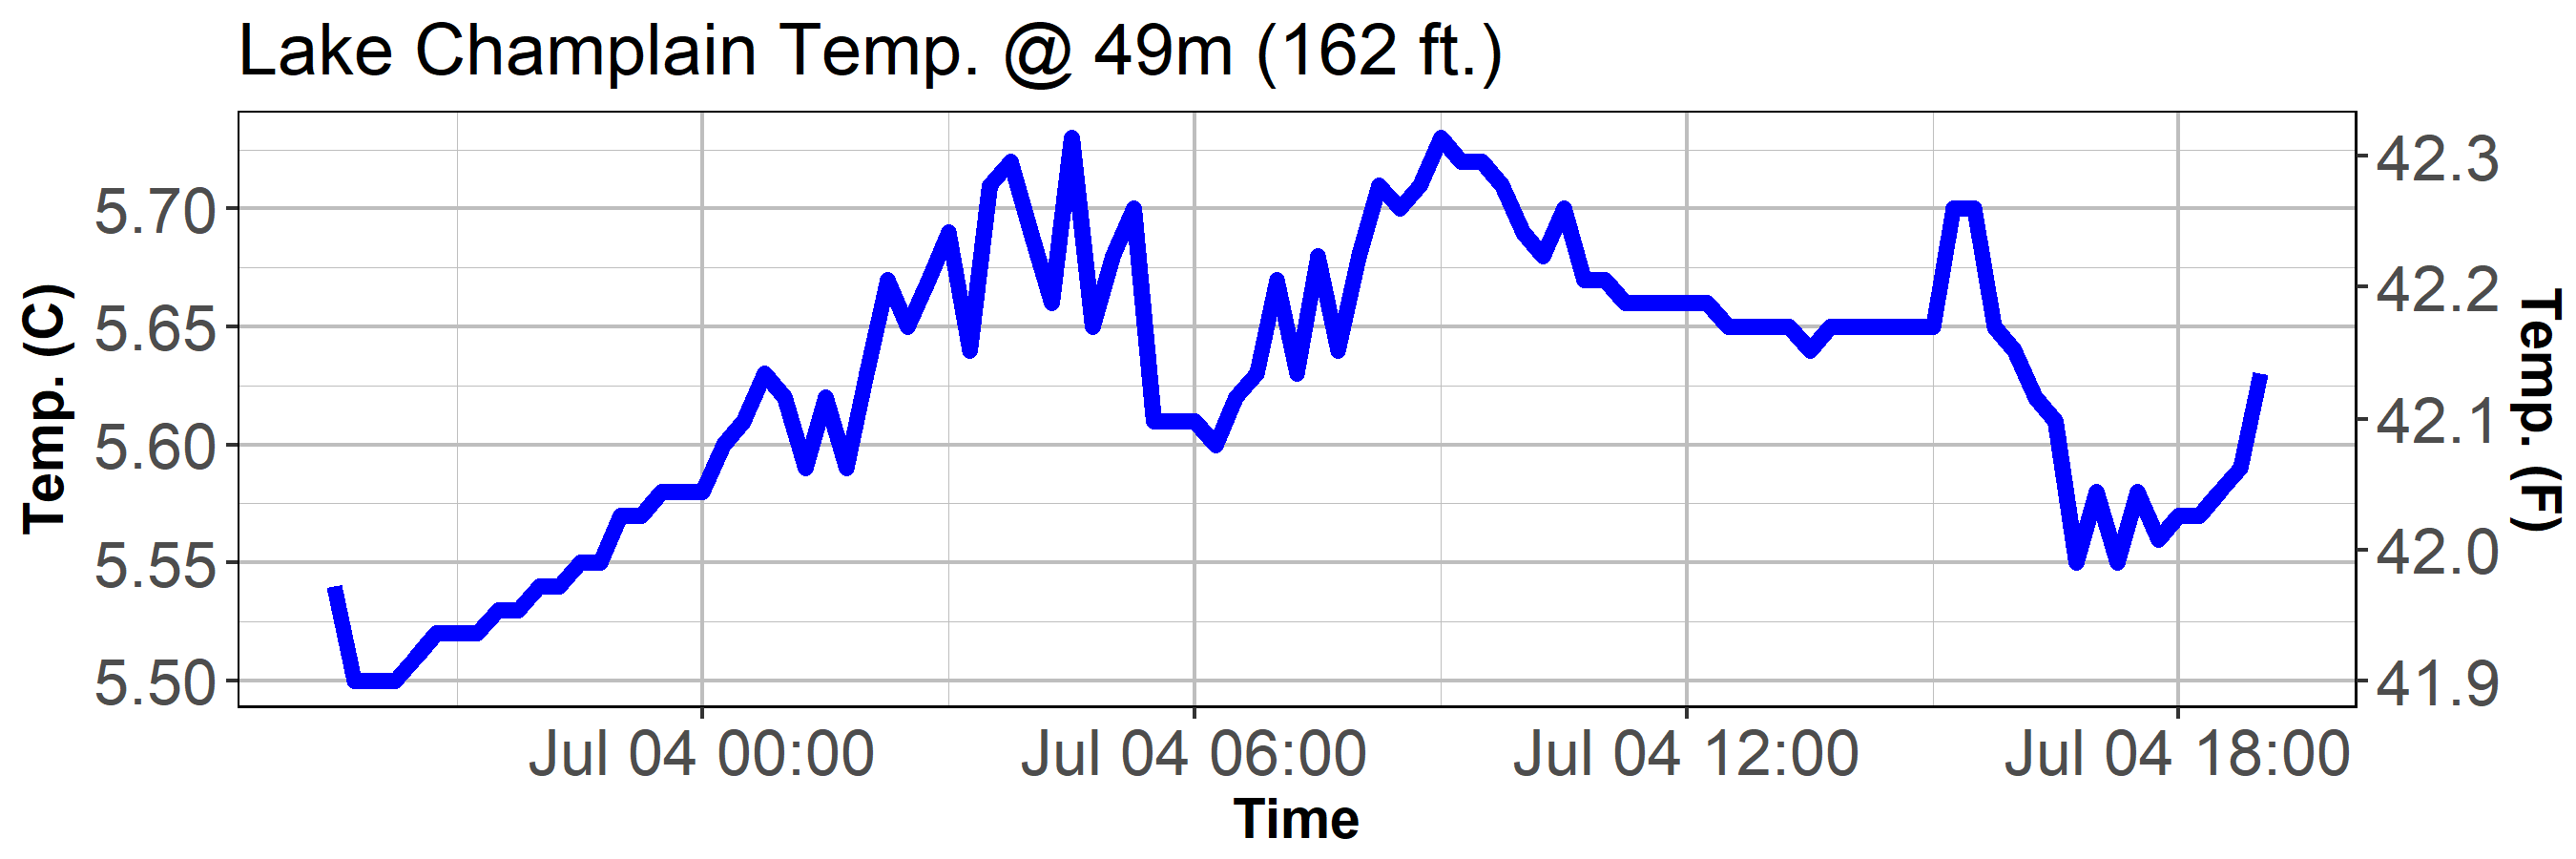 Lake Champlain Temp. @ 49m (162 ft.)
Temp. (C)
5.70
5.65
5.60
5.55
5.50
42.3
42.2
42.1
42.0
41.9
Temp. (F)
Jul 04 00:00
Jul 04 06:00
Jul 04 12:00
Jul 04 18:00
Time